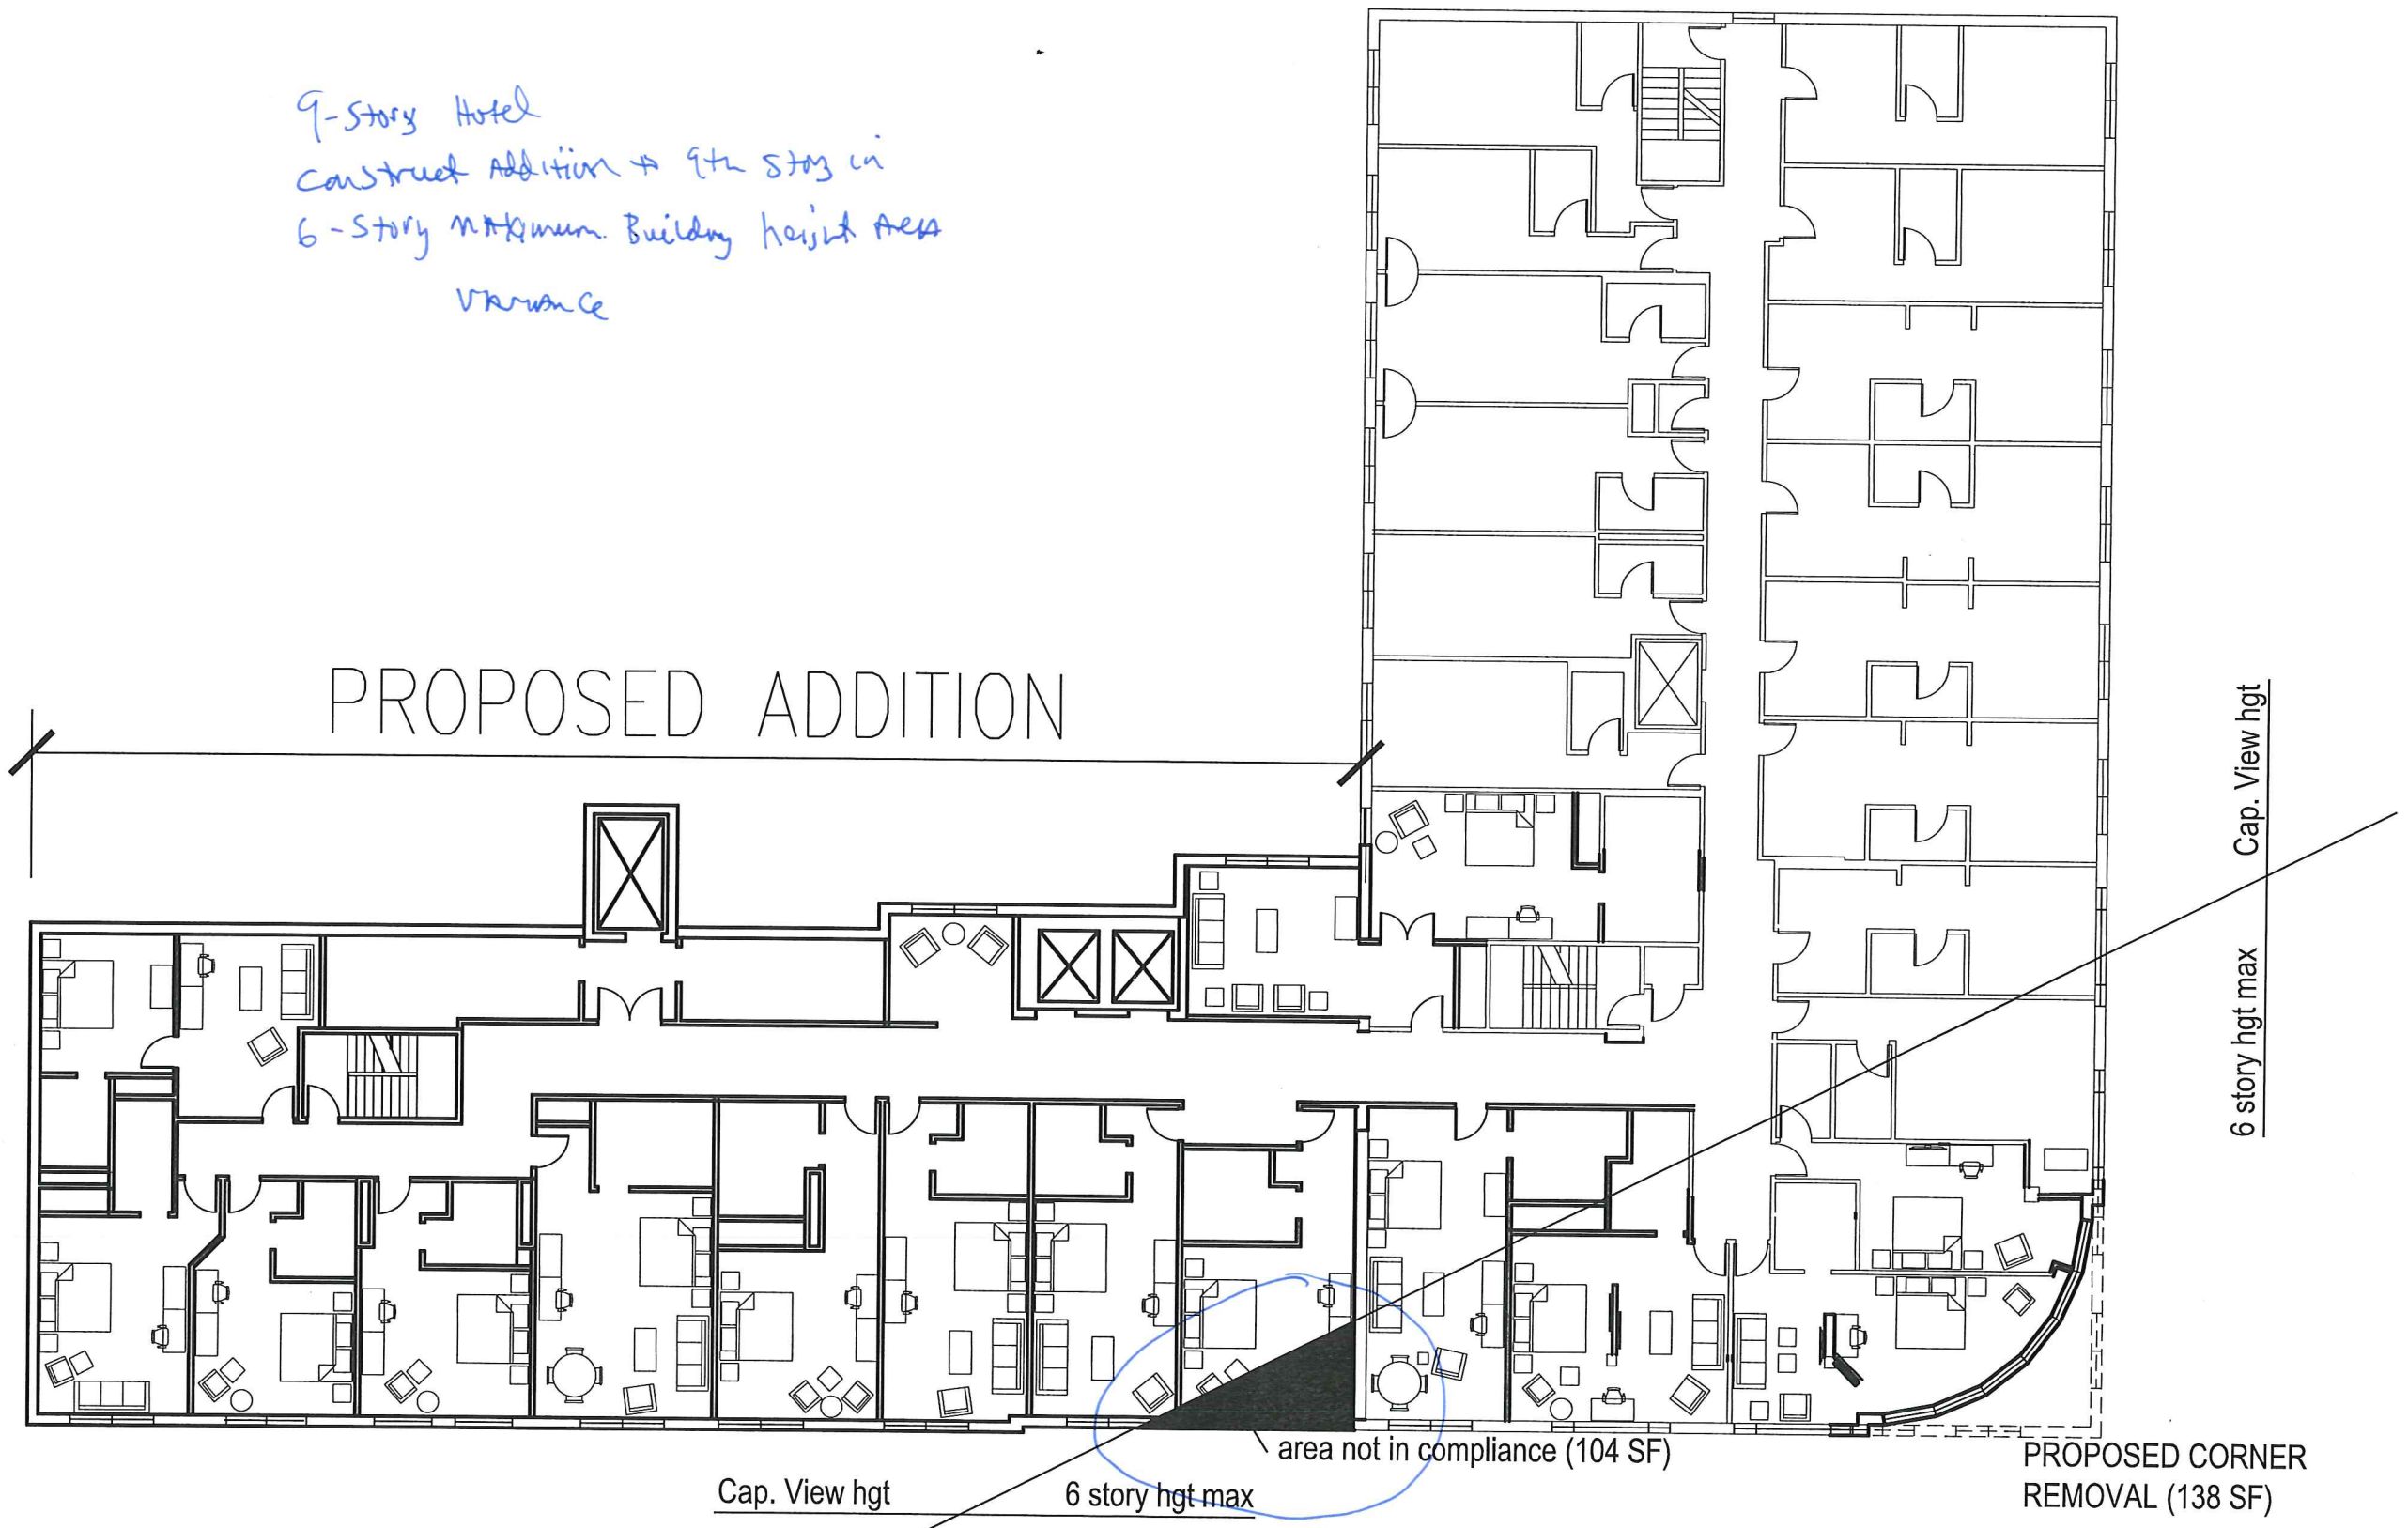 9-Story Hotel
Construct Addition to 9th Story in
6-Story Maximum Building height Area
Variance
PROPOSED ADDITION
Cap. View hgt
6 story hgt max
area not in compliance (104 SF)
Cap. View hgt
6 story hgt max
PROPOSED CORNER
REMOVAL (138 SF)